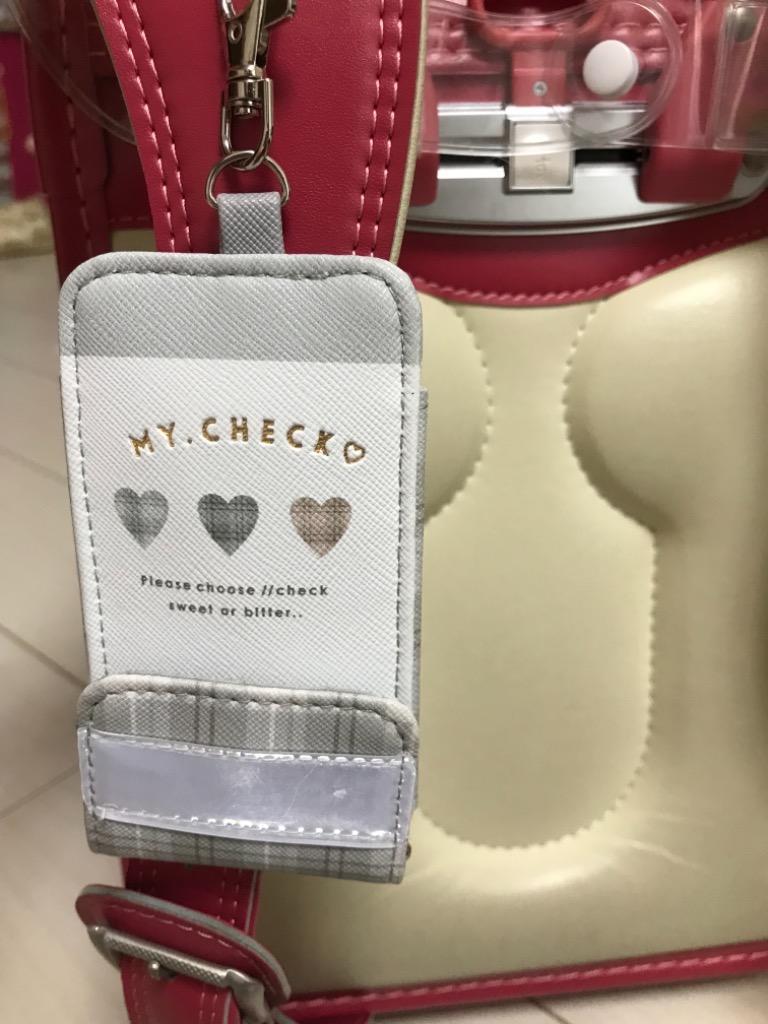 MY.CHECK♡
Please choose //check
sweet or bitter..